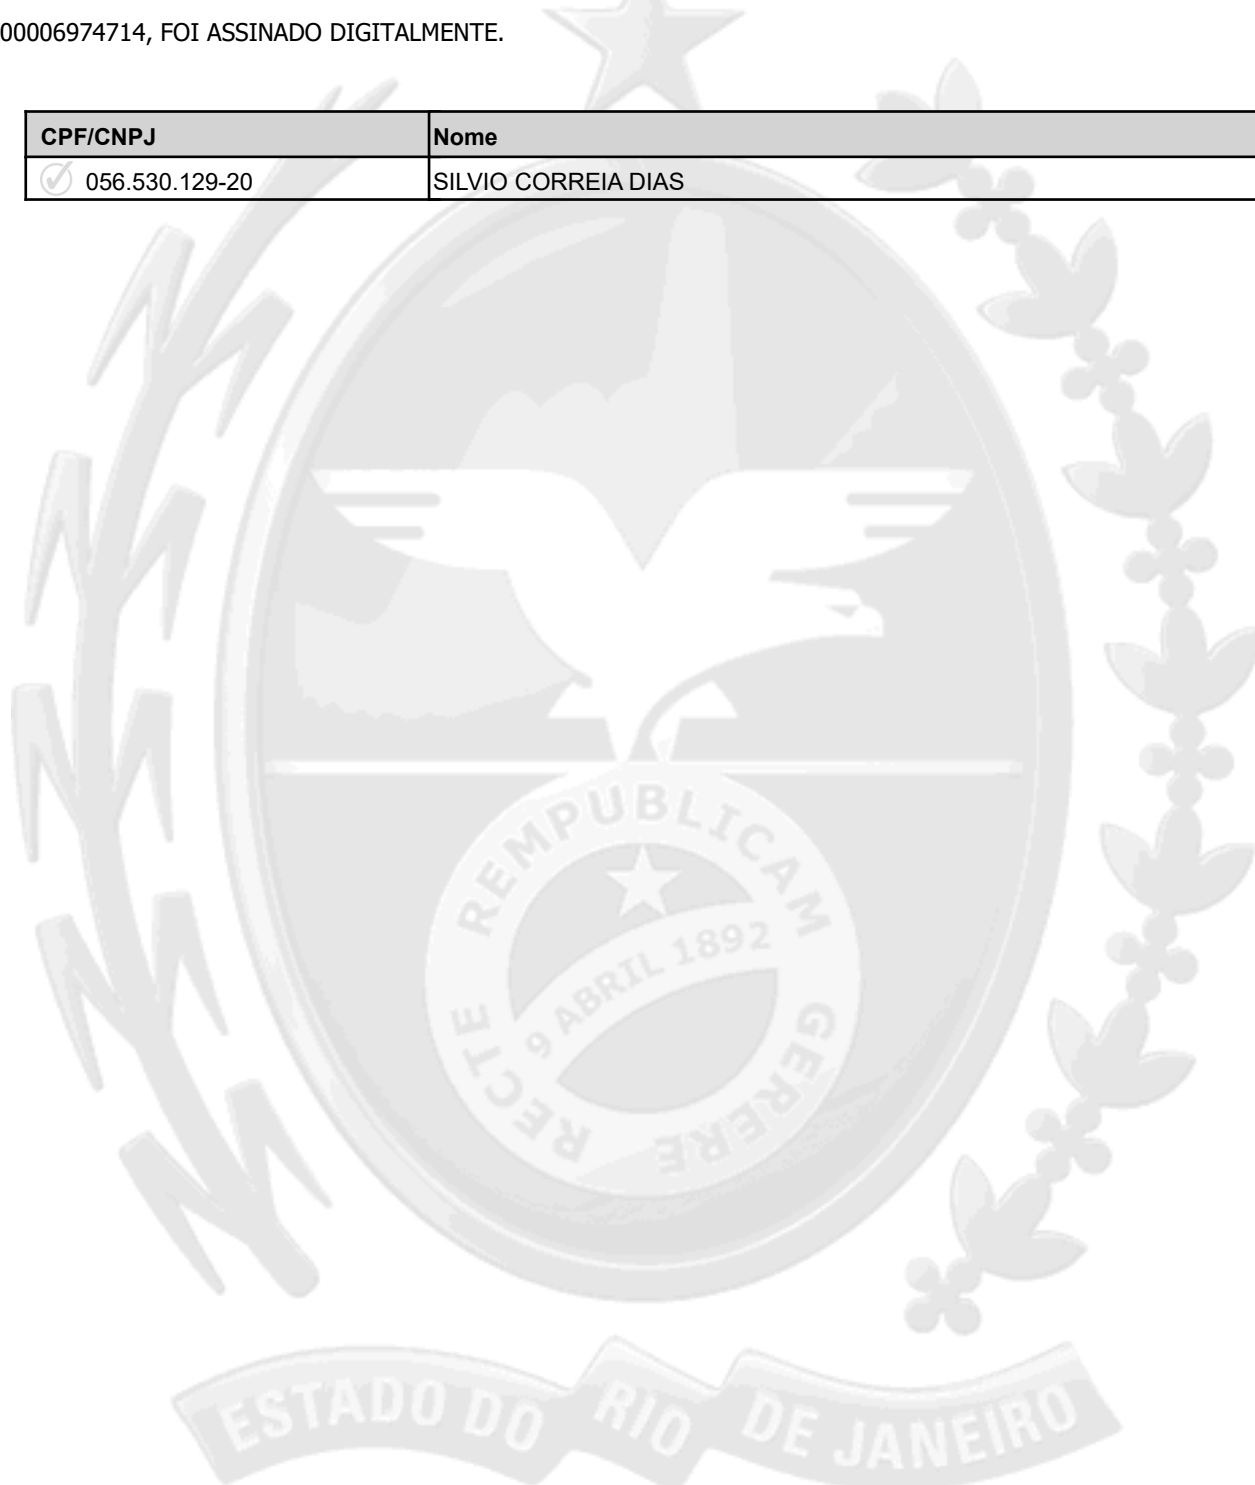 00006974714, FOI ASSINADO DIGITALMENTE.
CPF/CNPJ Nome
056.530.129-20 SILVIO CORREIA DIAS
RECTE REMPUBLICAM GERERE
9 ABRIL 1892
ESTADO DO RIO DE JANEIRO